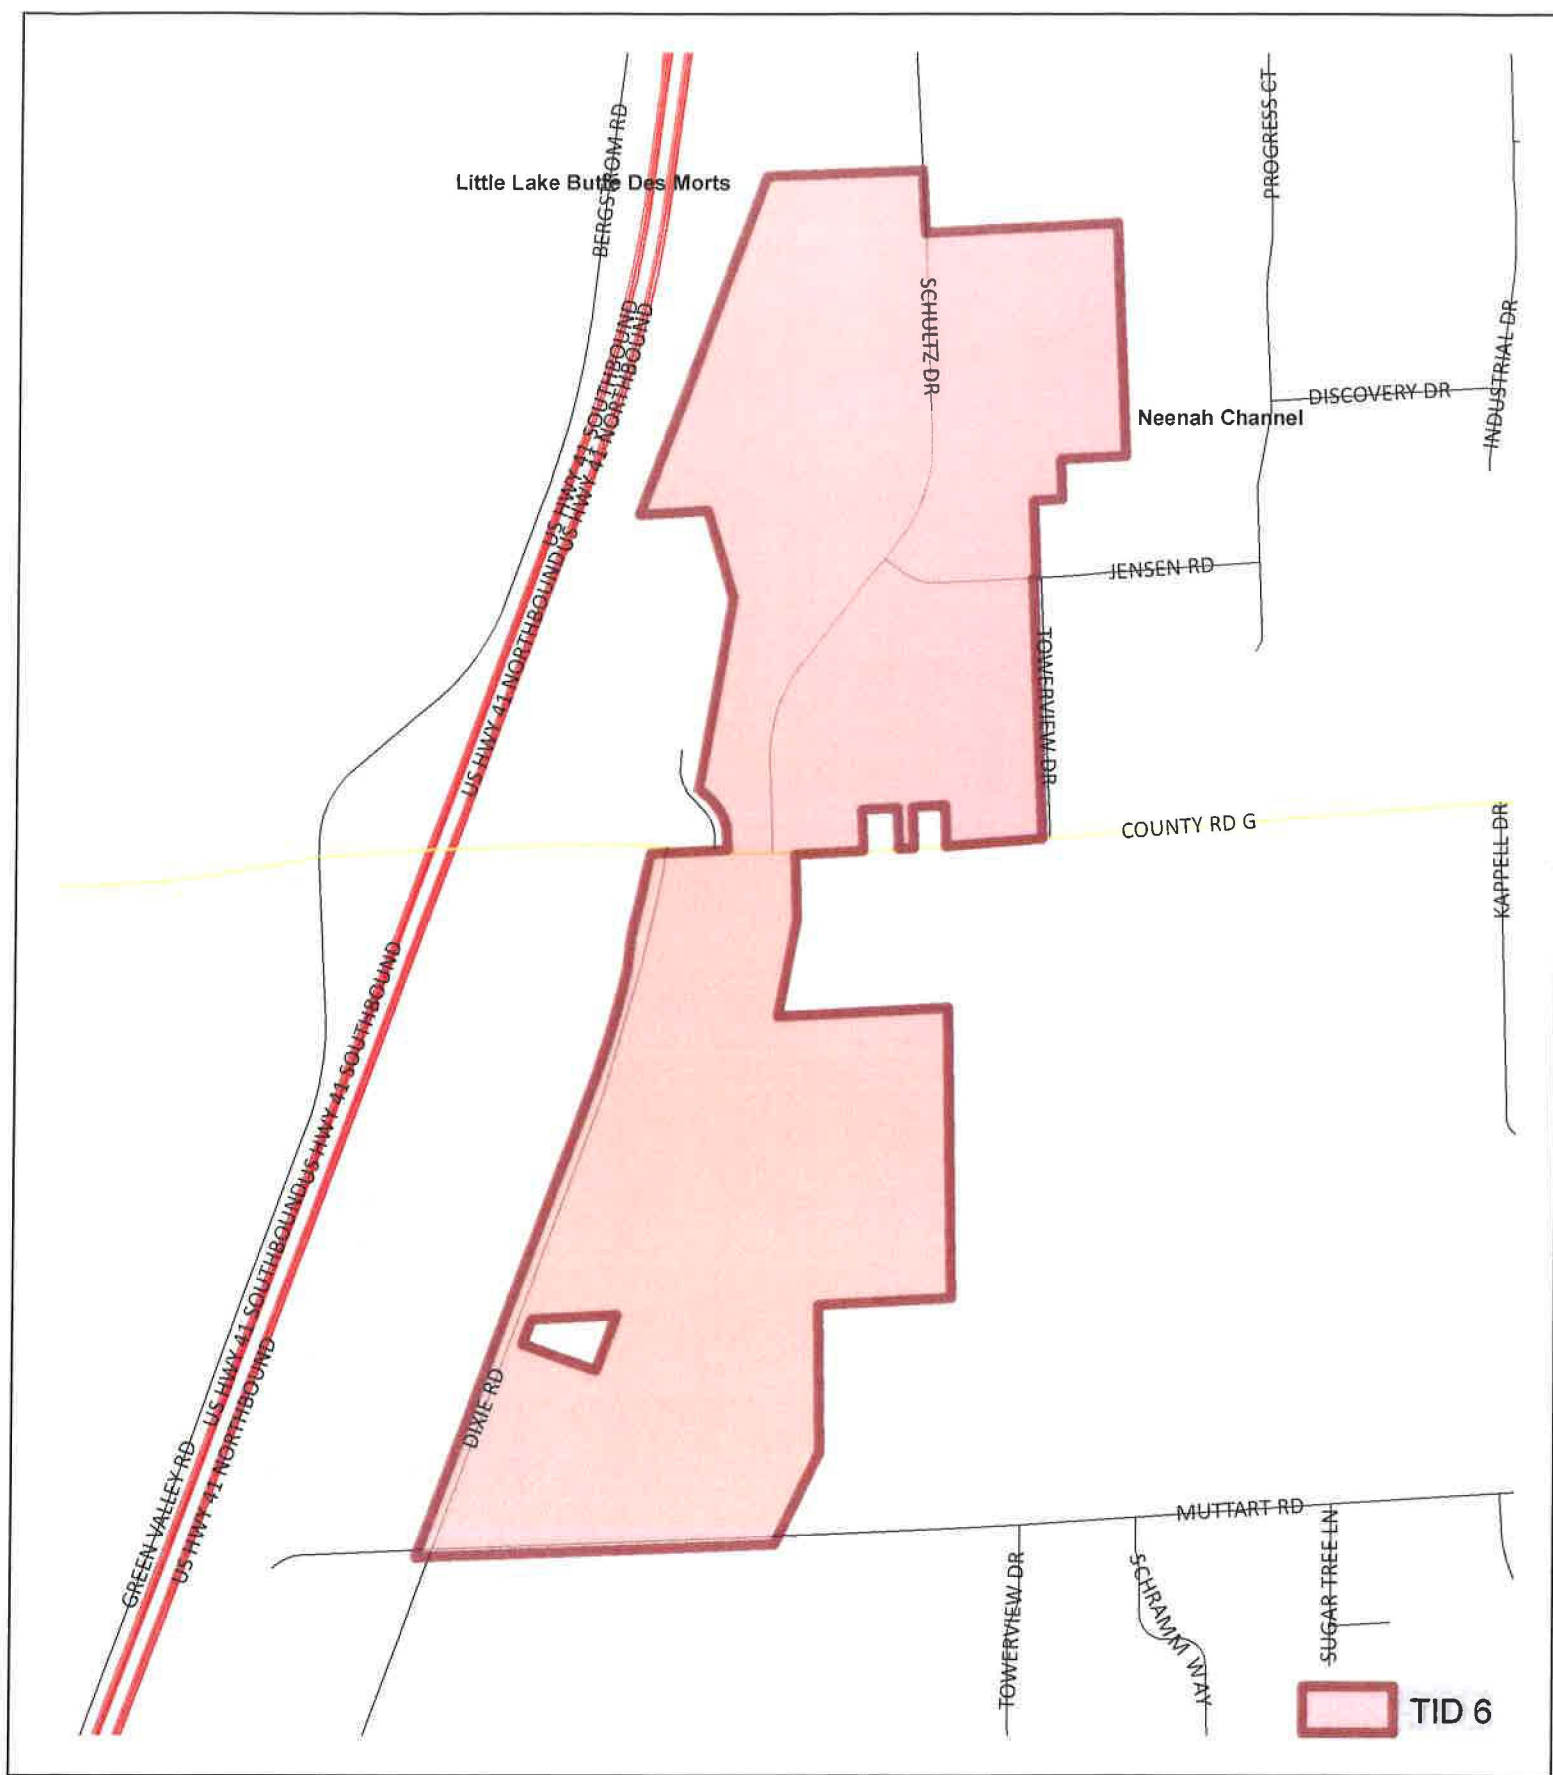 BERGSTROM RD
PROGRESS CT
Little Lake Butte Des Morts
SCHULTZ DR
US HWY 41 SOUTHBOUND
US HWY 41 NORTHBOUND
INDUSTRIAL DR
DISCOVERY DR
Neenah Channel
US HWY 41 NORTHBOUND
JENSEN RD
TOWERVIEW DR
COUNTY RD G
KAPPELL DR
US HWY 41 SOUTHBOUND
US HWY 41 SOUTHBOUND
US HWY 41 NORTHBOUND
DIXIE RD
GREEN VALLEY RD
MUTTART RD
TOWERVIEW DR
SCHRAMM WAY
SUGAR TREE LN
TID 6